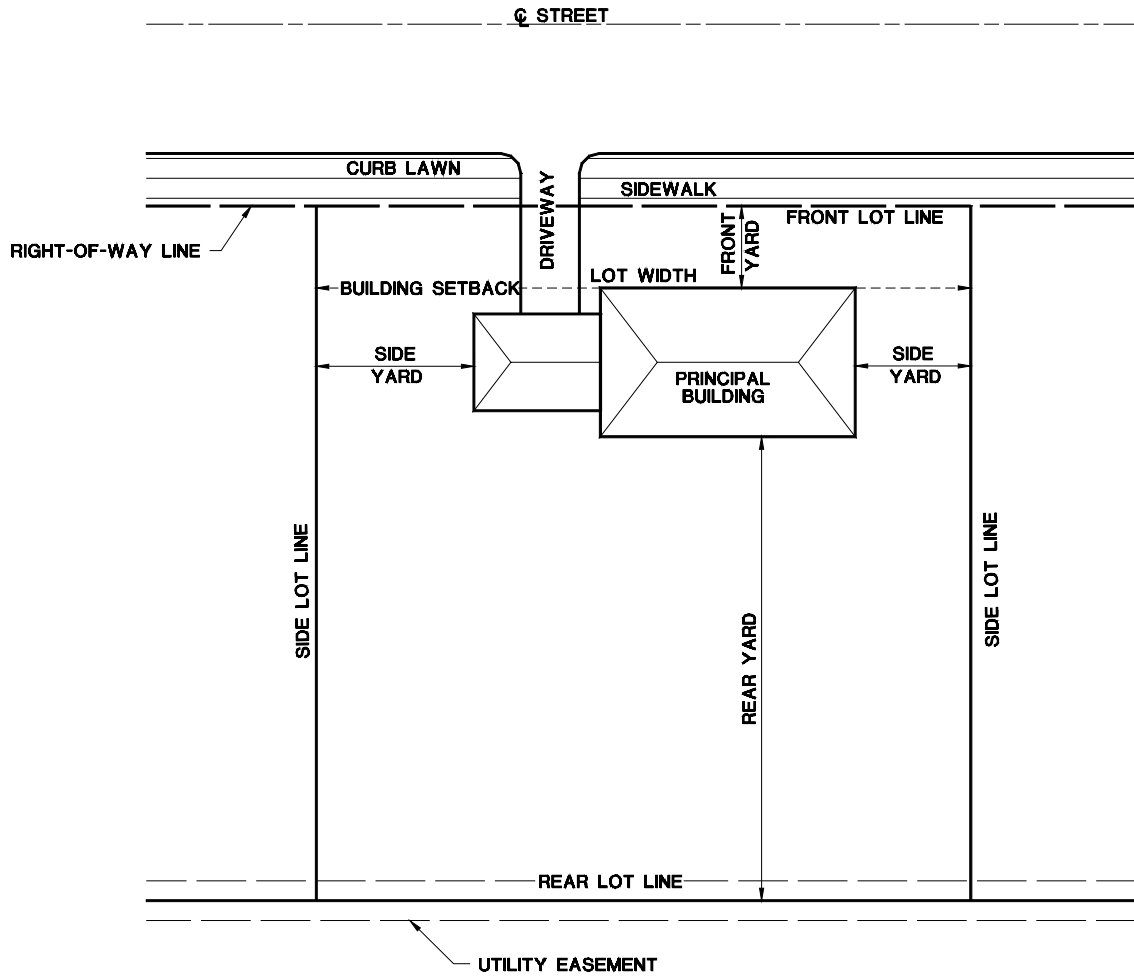 ℄ STREET
CURB LAWN
DRIVEWAY
SIDEWALK
FRONT LOT LINE
RIGHT-OF-WAY LINE
FRONT
YARD
LOT WIDTH
BUILDING SETBACK
SIDE
YARD
PRINCIPAL
BUILDING
SIDE
YARD
SIDE LOT LINE
REAR YARD
SIDE LOT LINE
REAR LOT LINE
UTILITY EASEMENT